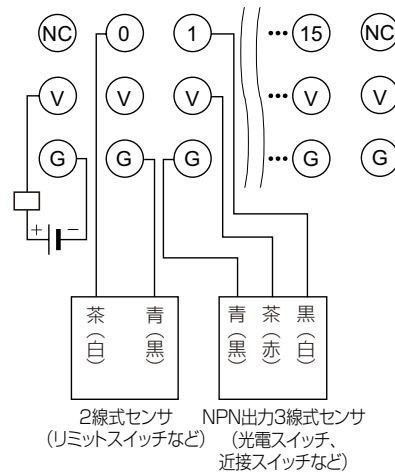 NC 0 1 … 15 NC
V V V … V V
G G G … G G
+ −
茶(白) 青(黒)
青(黒) 茶(赤) 黒(白)
2線式センサ
(リミットスイッチなど)
NPN出力3線式センサ
(光電スイッチ、
近接スイッチなど)